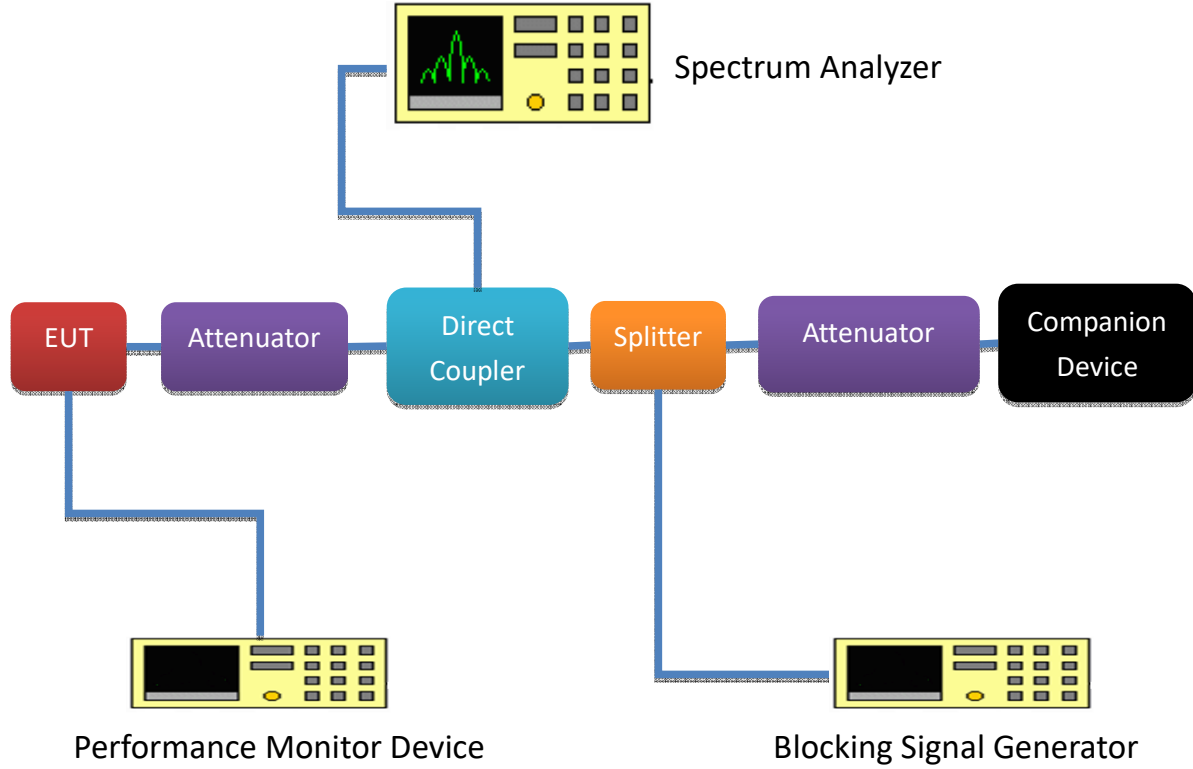 Spectrum Analyzer
EUT
Attenuator
Direct
Coupler
Splitter
Attenuator
Companion
Device
Performance Monitor Device
Blocking Signal Generator